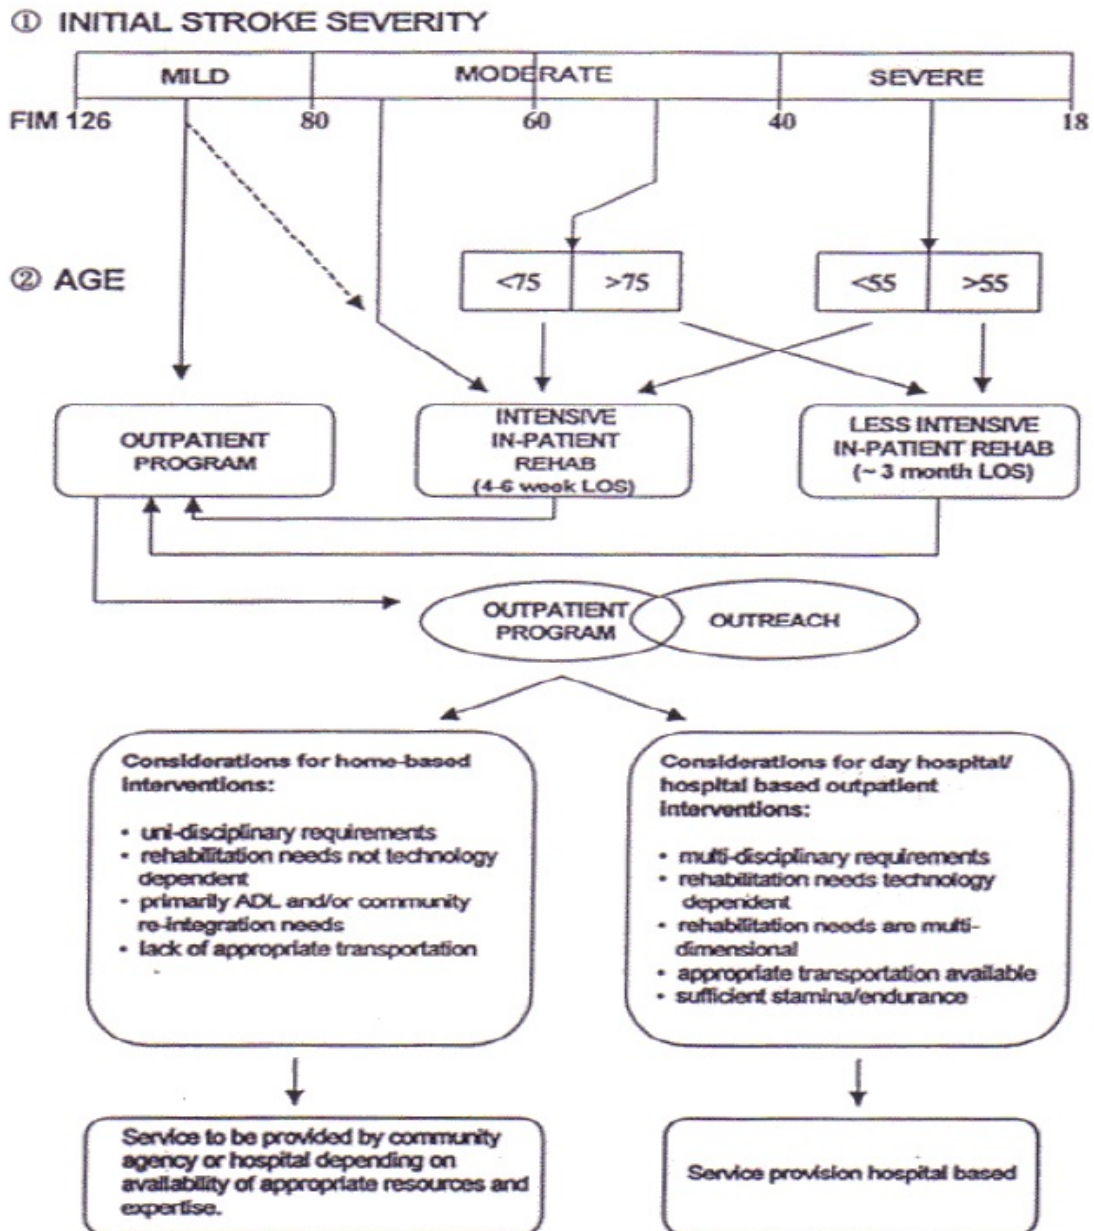 ① INITIAL STROKE SEVERITY
MILD MODERATE SEVERE
FIM 126 80 60 40 18
② AGE
<75 >75 <55 >55
OUTPATIENT
PROGRAM
INTENSIVE
IN-PATIENT
REHAB
(4-6 week LOS)
LESS INTENSIVE
IN-PATIENT REHAB
(~ 3 month LOS)
OUTPATIENT
PROGRAM
OUTREACH
Considerations for home-based
interventions:
• uni-disciplinary requirements
• rehabilitation needs not technology
dependent
• primarily ADL and/or community
re-integration needs
• lack of appropriate transportation
Considerations for day hospital/
hospital based outpatient
interventions:
• multi-disciplinary requirements
• rehabilitation needs technology
dependent
• rehabilitation needs are multi-
dimensional
• appropriate transportation available
• sufficient stamina/endurance
Service to be provided by community
agency or hospital depending on
availability of appropriate resources and
expertise.
Service provision hospital based